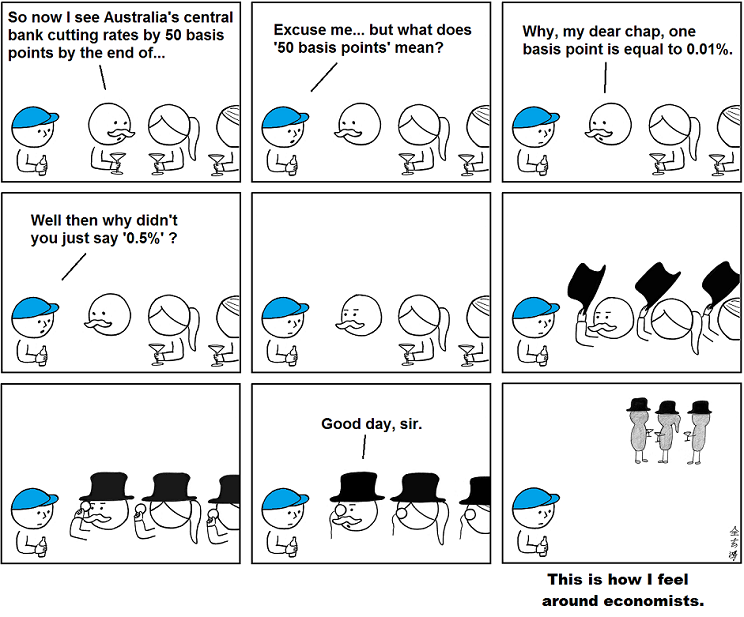 So now I see Australia's central
bank cutting rates by 50 basis
points by the end of...
Excuse me... but what does
'50 basis points' mean?
Why, my dear chap, one
basis point is equal to 0.01%.
Well then why didn't
you just say '0.5%' ?
Good day, sir.
This is how I feel
around economists.